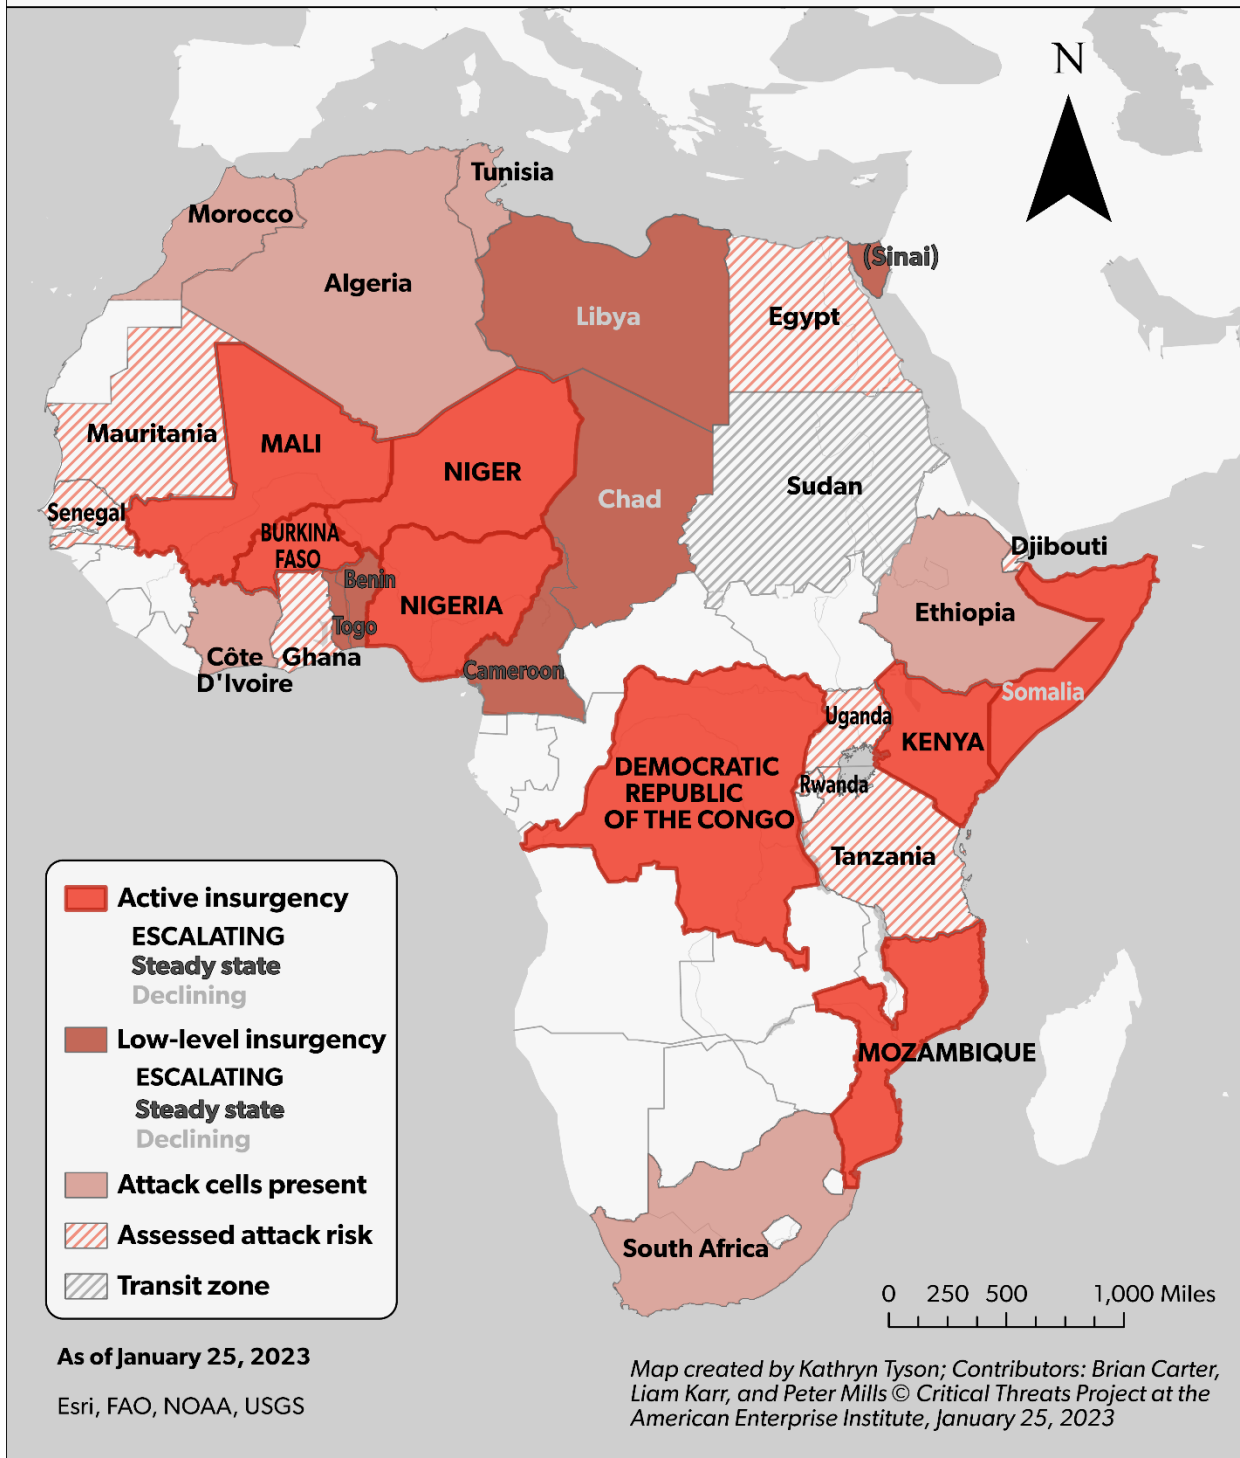 N
Tunisia
Morocco
(Sinai)
Algeria
Libya
Egypt
Mauritania
MALI
NIGER
Sudan
Chad
Senegal
BURKINA
FASO
Djibouti
Benin
NIGERIA
Ethiopia
Togo
Côte
D'Ivoire
Ghana
Cameroon
Somalia
Uganda
KENYA
DEMOCRATIC
REPUBLIC
OF THE CONGO
Rwanda
Tanzania
MOZAMBIQUE
South Africa
Active insurgency
ESCALATING
Steady state
Declining
Low-level insurgency
ESCALATING
Steady state
Declining
Attack cells present
Assessed attack risk
Transit zone
0 250 500 1,000 Miles
As of January 25, 2023
Esri, FAO, NOAA, USGS
Map created by Kathryn Tyson; Contributors: Brian Carter,
Liam Karr, and Peter Mills © Critical Threats Project at the
American Enterprise Institute, January 25, 2023